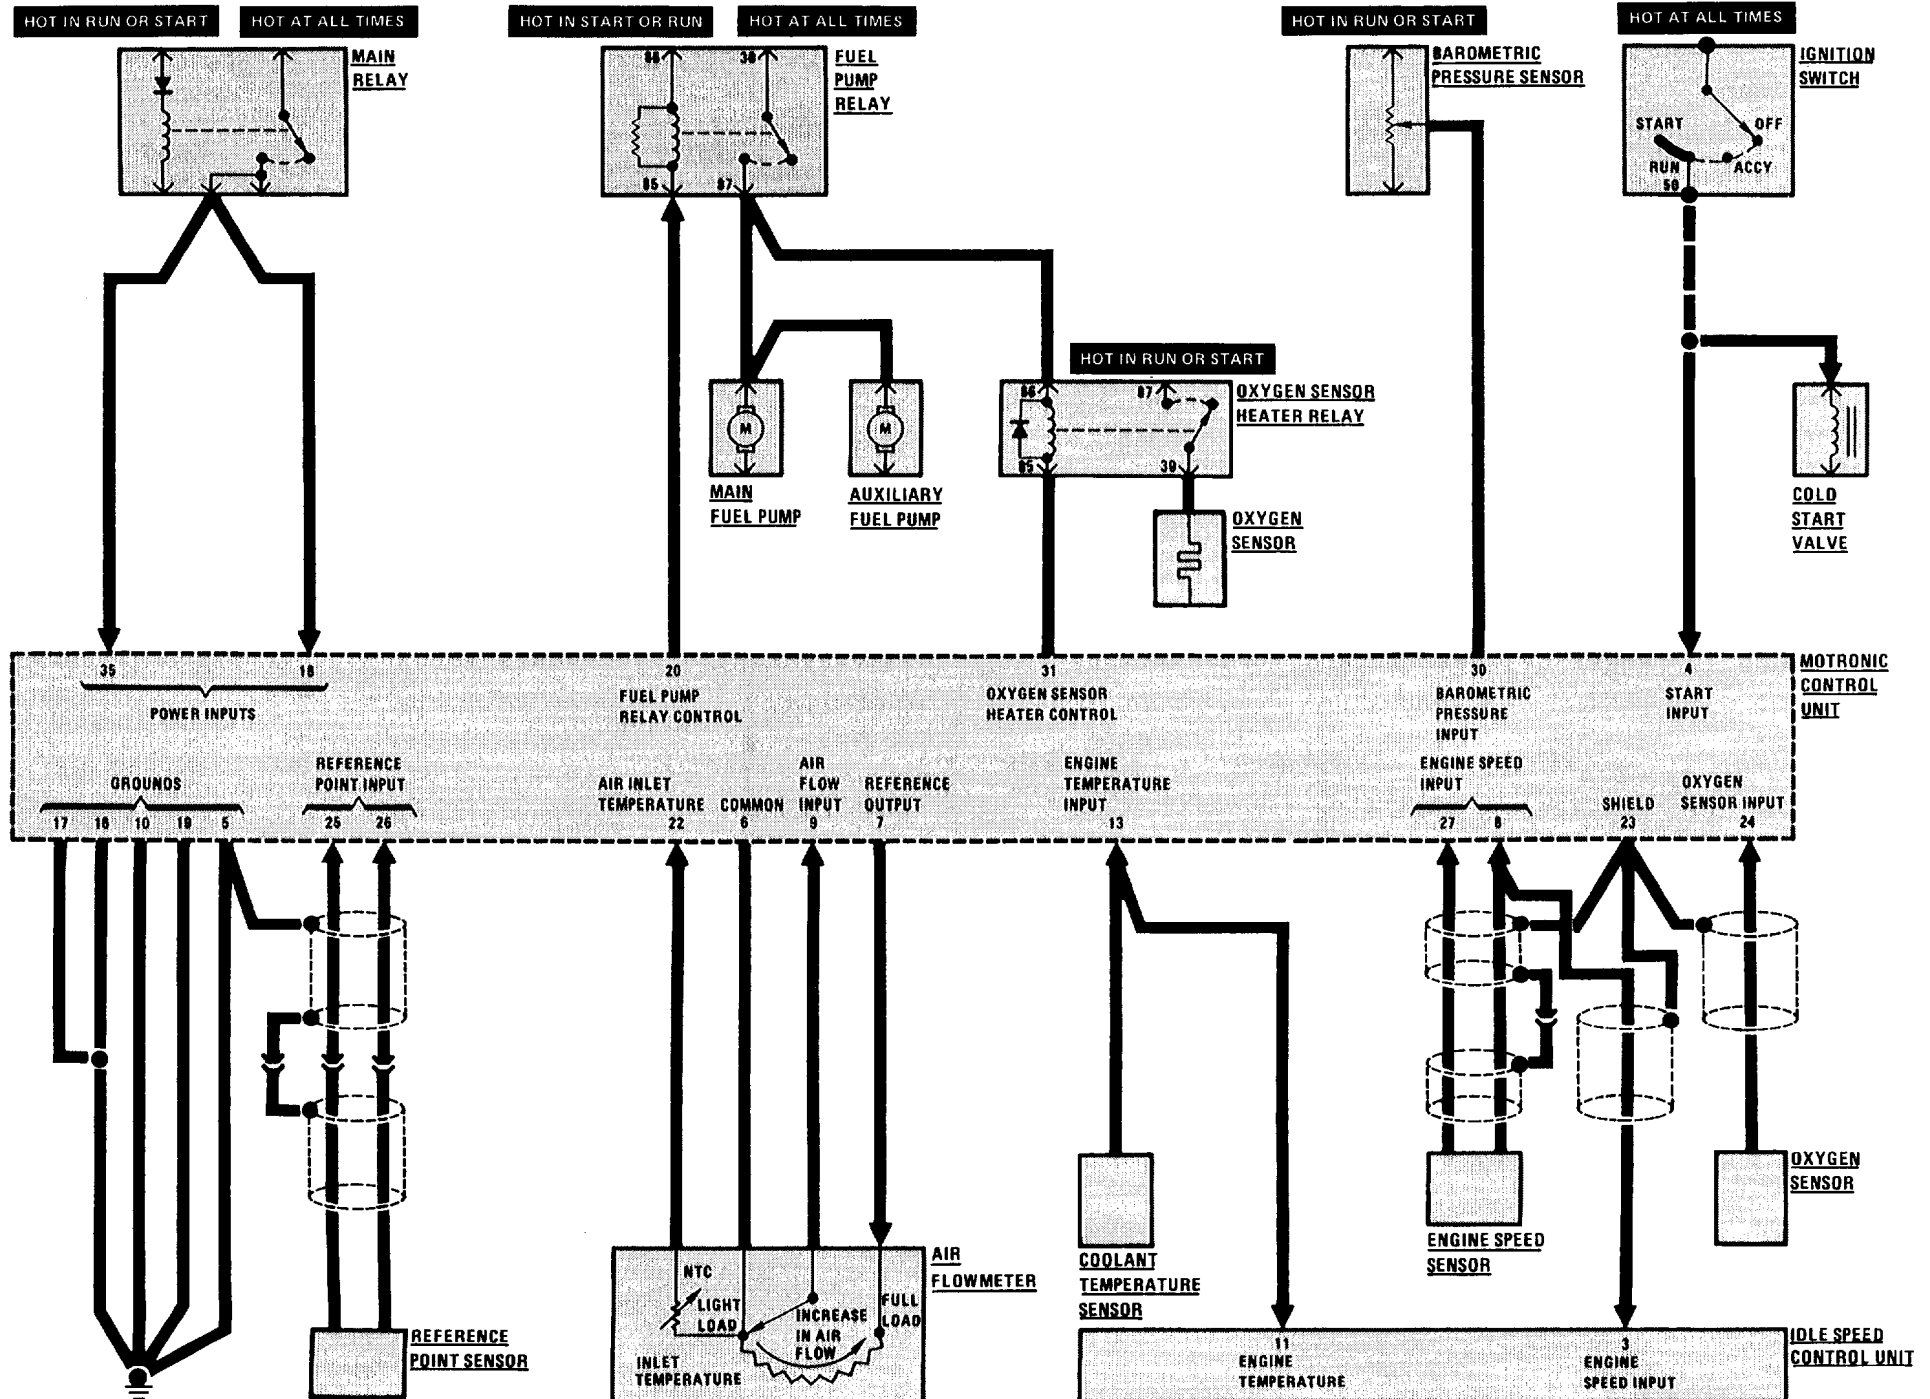 HOT IN RUN OR START
HOT AT ALL TIMES
HOT IN START OR RUN
HOT AT ALL TIMES
HOT IN RUN OR START
HOT AT ALL TIMES
MAIN
RELAY
86
30
85
87
FUEL
PUMP
RELAY
BAROMETRIC
PRESSURE SENSOR
START
OFF
RUN
ACCY
50
IGNITION
SWITCH
HOT IN RUN OR START
M
MAIN
FUEL PUMP
M
AUXILIARY
FUEL PUMP
86
87
85
30
OXYGEN SENSOR
HEATER RELAY
OXYGEN
SENSOR
COLD
START
VALVE
35
18
POWER INPUTS
20
FUEL PUMP
RELAY CONTROL
31
OXYGEN SENSOR
HEATER CONTROL
30
BAROMETRIC
PRESSURE
INPUT
4
START
INPUT
MOTRONIC
CONTROL
UNIT
GROUNDS
17
16
10
19
5
REFERENCE
POINT INPUT
25
26
AIR INLET
TEMPERATURE
22
COMMON
6
AIR
FLOW
INPUT
9
REFERENCE
OUTPUT
7
ENGINE
TEMPERATURE
INPUT
13
ENGINE SPEED
INPUT
27
8
SHIELD
23
OXYGEN
SENSOR INPUT
24
REFERENCE
POINT SENSOR
NTC
LIGHT
LOAD
INCREASE
IN AIR
FLOW
FULL
LOAD
INLET
TEMPERATURE
AIR
FLOWMETER
COOLANT
TEMPERATURE
SENSOR
ENGINE SPEED
SENSOR
OXYGEN
SENSOR
11
ENGINE
TEMPERATURE
3
ENGINE
SPEED INPUT
IDLE SPEED
CONTROL UNIT